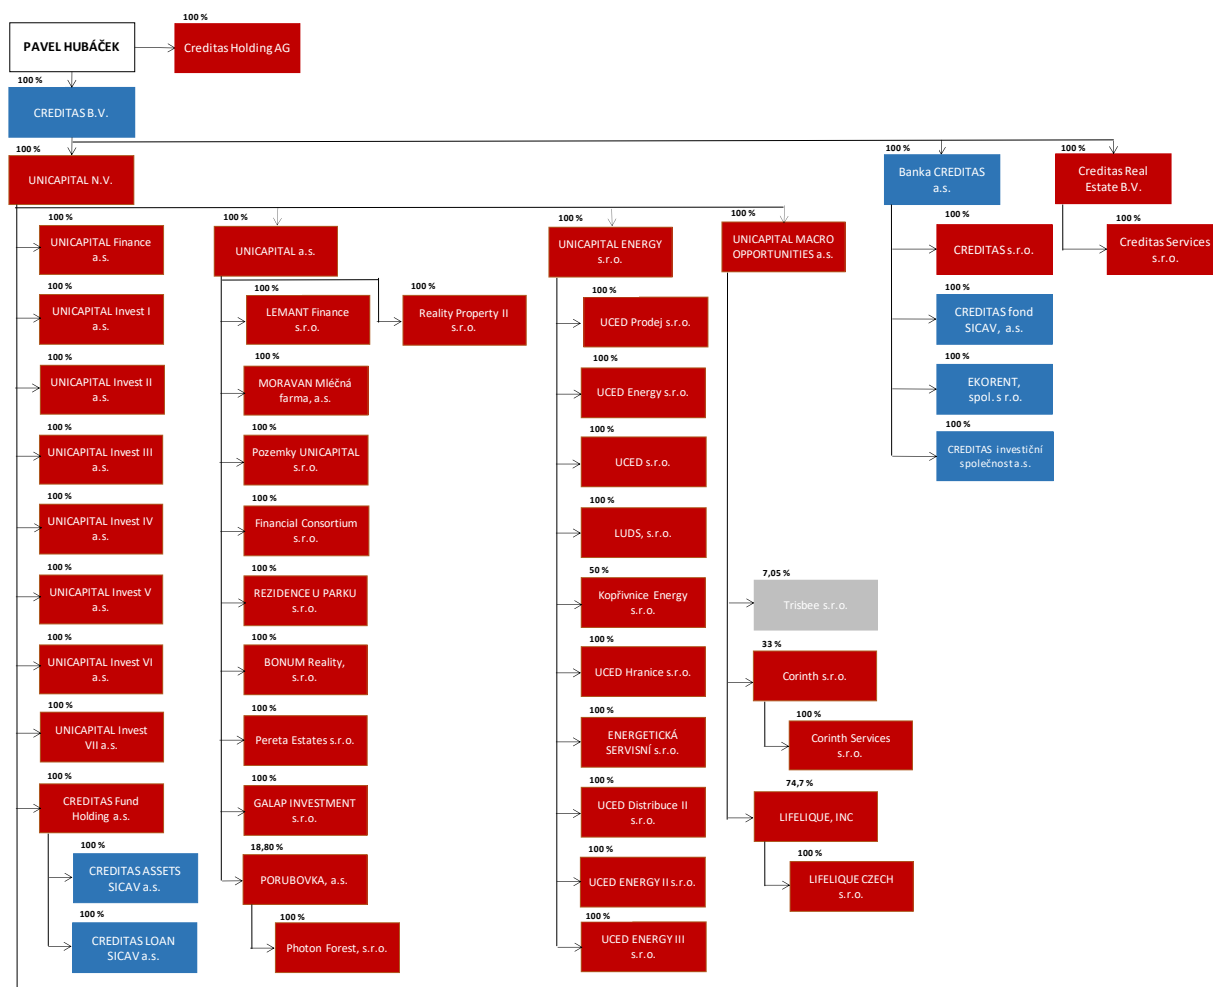 100 %
PAVEL HUBÁČEK
Creditas Holding AG
100 %
CREDITAS B.V.
100 %
UNICAPITAL N.V.
100 %
Banka CREDITAS
a.s.
100 %
Creditas Real
Estate B.V.
100 %
UNICAPITAL Finance
a.s.
100 %
UNICAPITAL Invest I
a.s.
100 %
UNICAPITAL Invest II
a.s.
100 %
UNICAPITAL Invest III
a.s.
100 %
UNICAPITAL Invest IV
a.s.
100 %
UNICAPITAL Invest V
a.s.
100 %
UNICAPITAL Invest VI
a.s.
100 %
UNICAPITAL Invest
VII a.s.
100 %
CREDITAS Fund
Holding a.s.
100 %
CREDITAS ASSETS
SICAV a.s.
100 %
CREDITAS LOAN
SICAV a.s.
100 %
UNICAPITAL a.s.
100 %
LEMANT Finance
s.r.o.
100 %
Reality Property II
s.r.o.
100 %
MORAVAN Mléčná
farma, a.s.
100 %
Pozemky UNICAPITAL
s.r.o.
100 %
Financial Consortium
s.r.o.
100 %
REZIDENCE U PARKU
s.r.o.
100 %
BONUM Reality,
s.r.o.
100 %
Pereta Estates s.r.o.
100 %
GALAP INVESTMENT
s.r.o.
18,80 %
PORUBOVKA, a.s.
100 %
Photon Forest, s.r.o.
100 %
UNICAPITAL ENERGY
s.r.o.
100 %
UCED Prodej s.r.o.
100 %
UCED Energy s.r.o.
100 %
UCED s.r.o.
100 %
LUDS, s.r.o.
50 %
Kopřivnice Energy
s.r.o.
100 %
UCED Hranice s.r.o.
100 %
ENERGETICKÁ
SERVISNÍ s.r.o.
100 %
UCED Distribuce II
s.r.o.
100 %
UCED ENERGY II s.r.o.
100 %
UCED ENERGY III
s.r.o.
100 %
UNICAPITAL MACRO
OPPORTUNITIES a.s.
7,05 %
Trisbee s.r.o.
33 %
Corinth s.r.o.
100 %
Corinth Services
s.r.o.
74,7 %
LIFELIQUE, INC
100 %
LIFELIQUE CZECH
s.r.o.
100 %
CREDITAS s.r.o.
100 %
CREDITAS fond
SICAV, a.s.
100 %
EKORENT,
spol. s r.o.
100 %
CREDITAS investiční
společnost a.s.
100 %
Creditas Services
s.r.o.